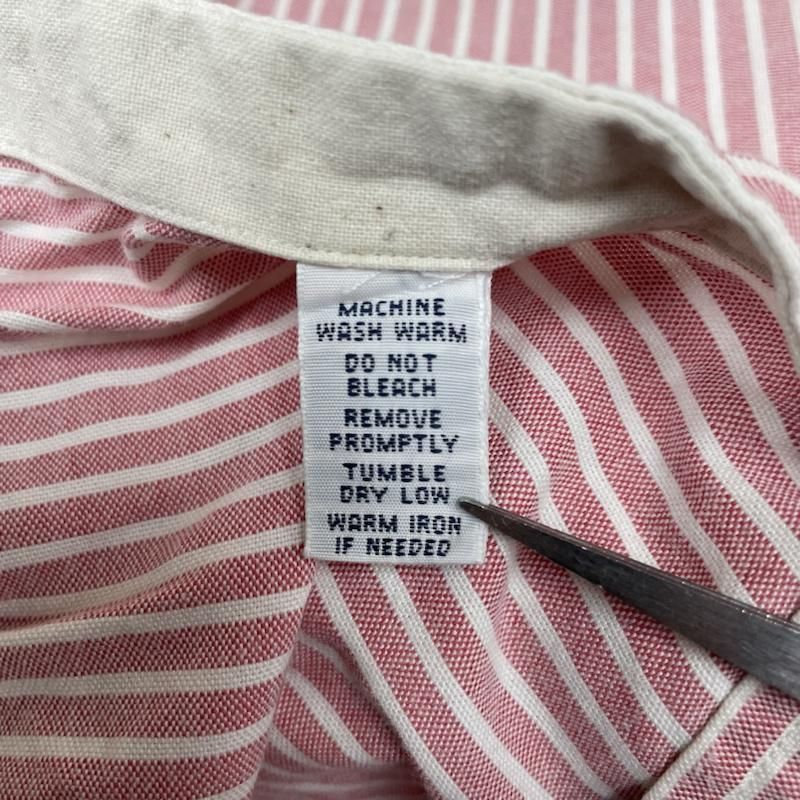 MACHINE
WASH WARM
DO NOT
BLEACH
REMOVE
PROMPTLY
TUMBLE
DRY LOW
WARM IRON
IF NEEDED